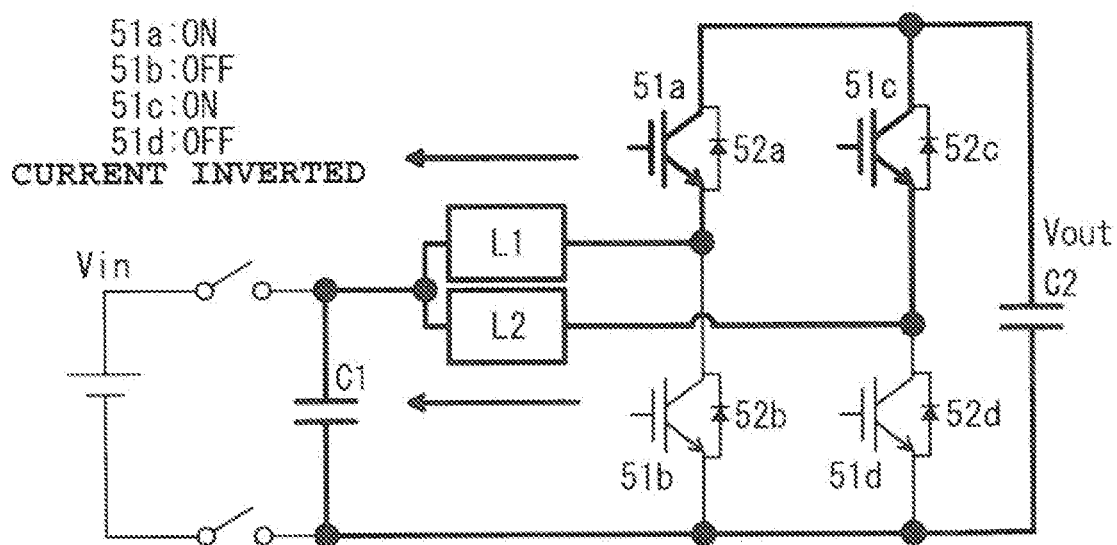 51a:ON
51b:OFF
51c:ON
51d:OFF
CURRENT INVERTED
51a
51c
52a
52c
L1
Vin
Vout
C2
L2
C1
52b
52d
51b
51d